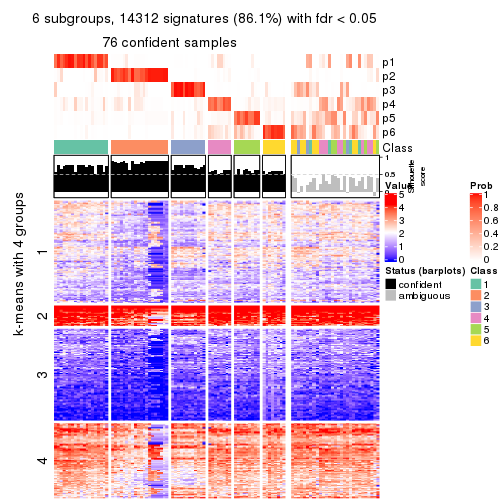 6 subgroups, 14312 signatures (86.1%) with fdr < 0.05
76 confident samples
p1
p2
p3
p4
p5
p6
Class
1
0.5
0
Silhouette
score
k-means with 4 groups
1
2
3
4
Value
5
4
3
2
1
0
Status (barplots)
confident
ambiguous
Prob
1
0.8
0.6
0.4
0.2
0
Class
1
2
3
4
5
6